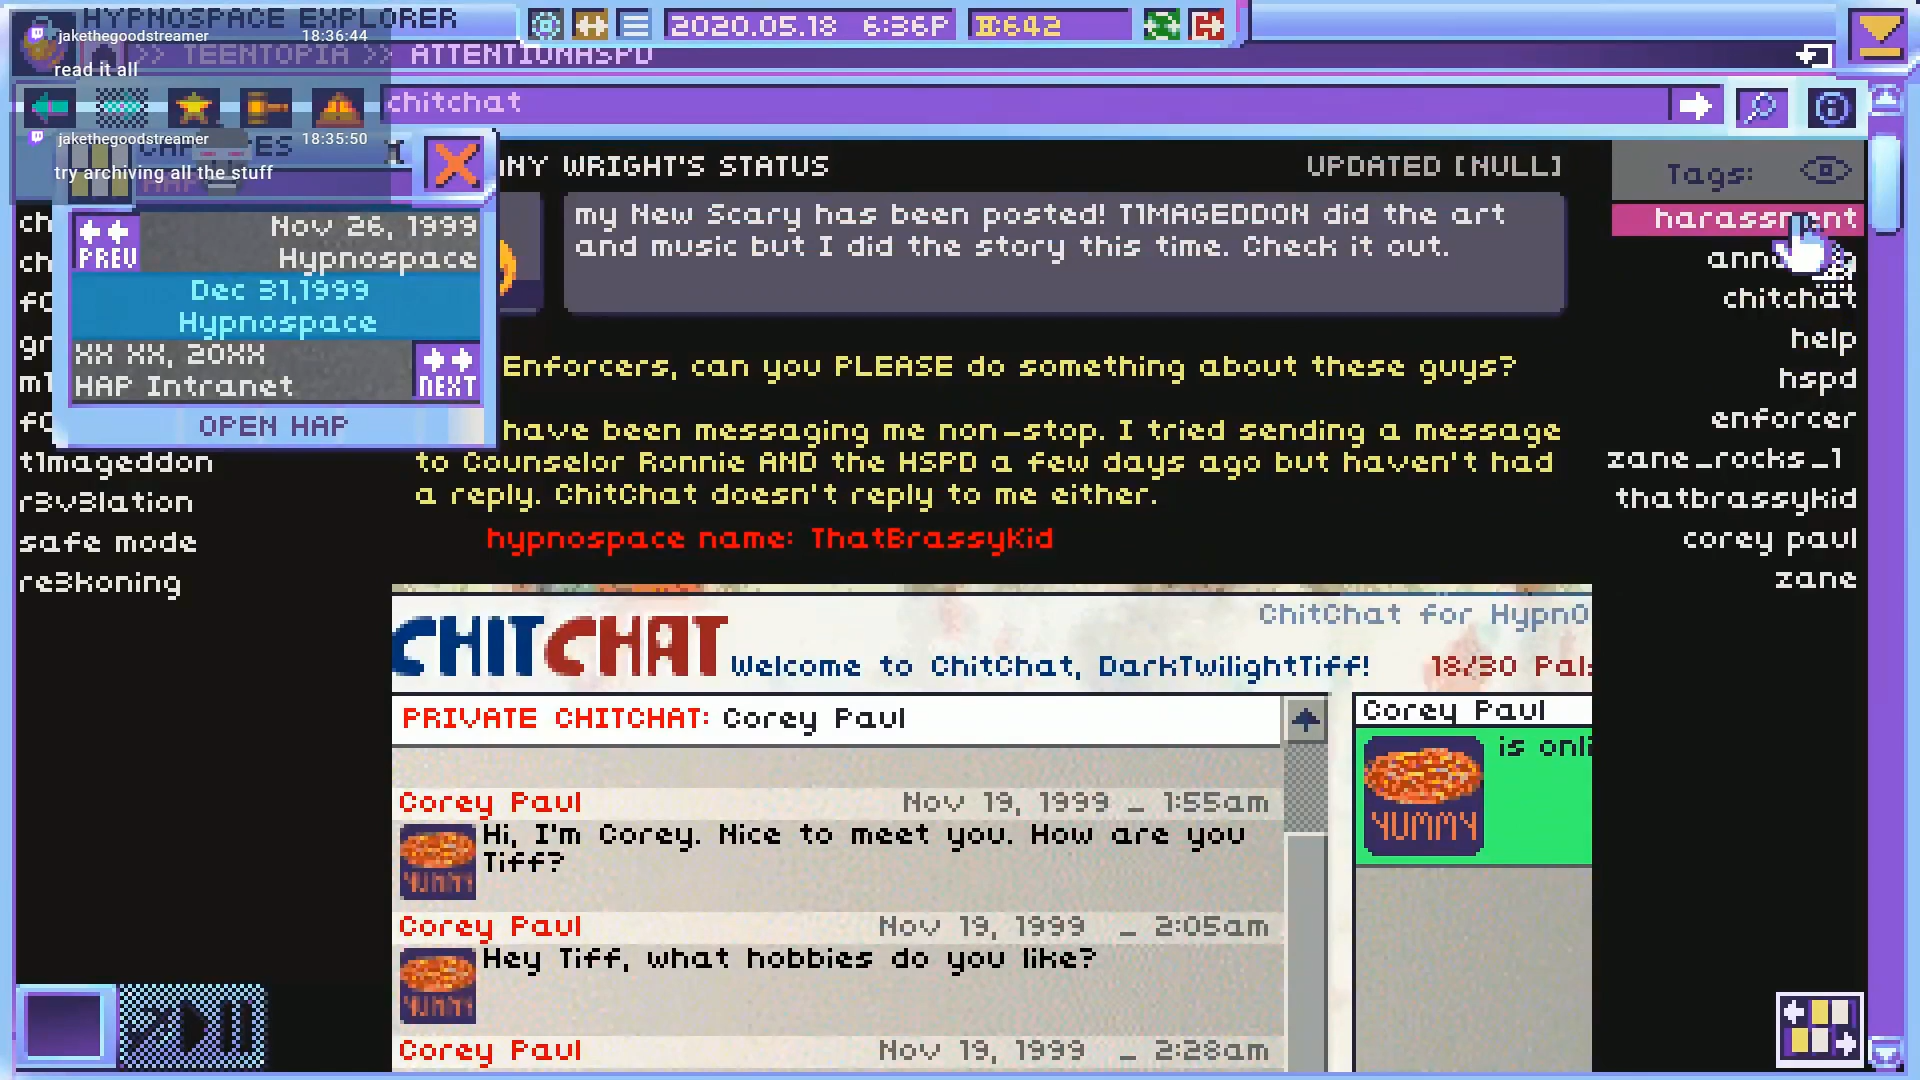 HYPNOSPACE EXPLORER
2020.05.18 6:36P
642
jakethegoodstreamer 18:36:44
read it all
>> TEENTOPIA >> ATTENTIONHSPD
chitchat
jakethegoodstreamer 18:35:50
try archiving all the stuff
PREV
Nov 26, 1999
Hypnospace
Dec 31,1999
Hypnospace
XX XX, 20XX
HAP Intranet
NEXT
OPEN HAP
t1mageddon
r3v3lation
safe mode
re3koning
WRIGHT'S STATUS
UPDATED [NULL]
my New Scary has been posted! T1MAGEDDON did the art
and music but I did the story this time. Check it out.
Enforcers, can you PLEASE do something about these guys?
have been messaging me non-stop. I tried sending a message
to Counselor Ronnie AND the HSPD a few days ago but haven't had
a reply. ChitChat doesn't reply to me either.
hypnospace name: ThatBrassyKid
CHITCHAT
ChitChat for Hypn0
Welcome to ChitChat, DarkTwilightTiff!
18/30 Pals
PRIVATE CHITCHAT: Corey Paul
Corey Paul
is onli
YUMMY
Corey Paul Nov 19, 1999 _ 1:55am
Hi, I'm Corey. Nice to meet you. How are you
Tiff?
YUMMY
Corey Paul Nov 19, 1999 _ 2:05am
Hey Tiff, what hobbies do you like?
YUMMY
Corey Paul Nov 19, 1999 _ 2:28am
Tags:
harassment
chitchat
help
hspd
enforcer
zane_rocks_1
thatbrassykid
corey paul
zane